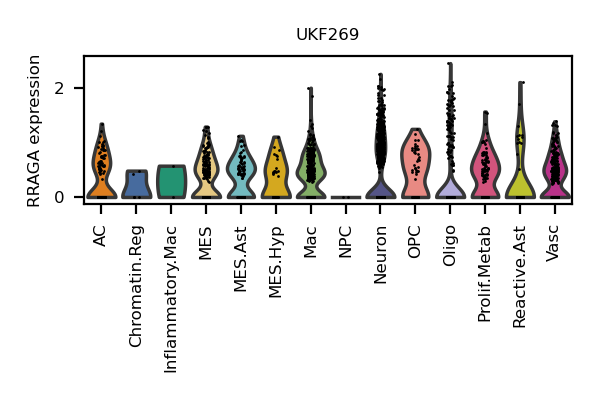 UKF269
RRAGA expression
2
0
AC
Chromatin.Reg
Inflammatory.Mac
MES
MES.Ast
MES.Hyp
Mac
NPC
Neuron
OPC
Oligo
Prolif.Metab
Reactive.Ast
Vasc